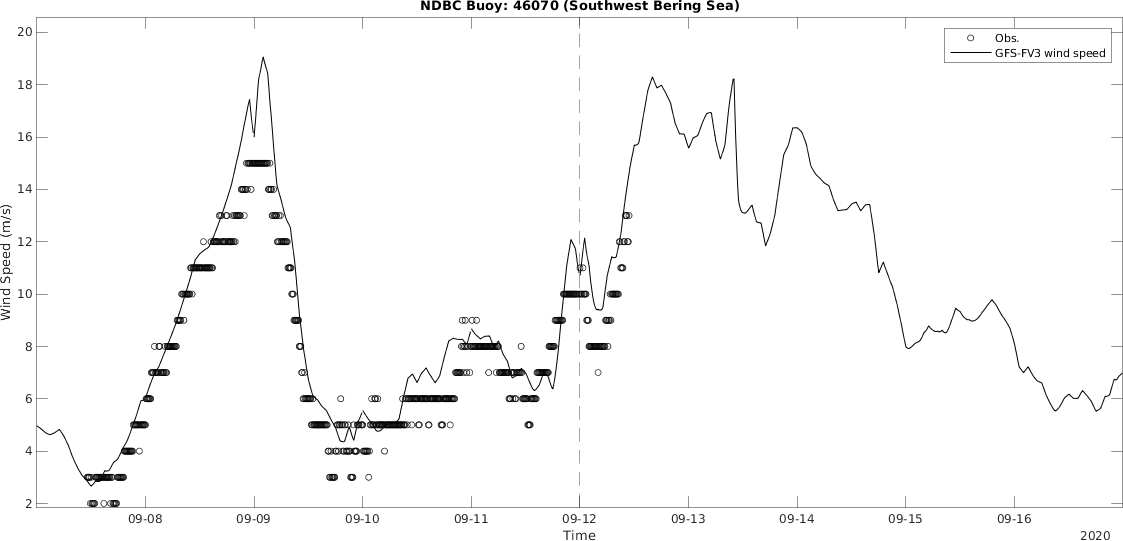 NDBC Buoy: 46070 (Southwest Bering Sea)
Obs.
GFS-FV3 wind speed
Wind Speed (m/s)
20
18
16
14
12
10
8
6
4
2
09-08 09-09 09-10 09-11 09-12 09-13 09-14 09-15 09-16
Time
2020